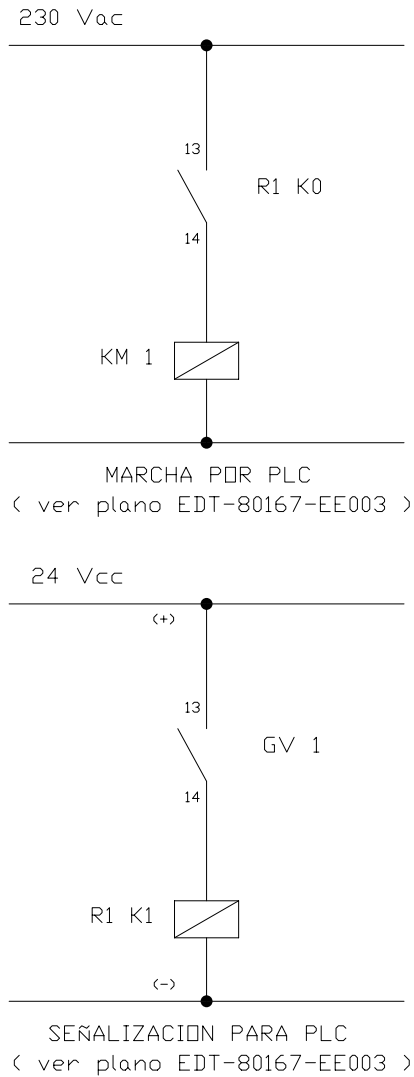 230 Vac
13
R1 K0
14
KM 1
MARCHA POR PLC
( ver plano EDT-80167-EE003 )
24 Vcc
(+)
13
GV 1
14
R1 K1
(-)
SEÑALIZACION PARA PLC
( ver plano EDT-80167-EE003 )